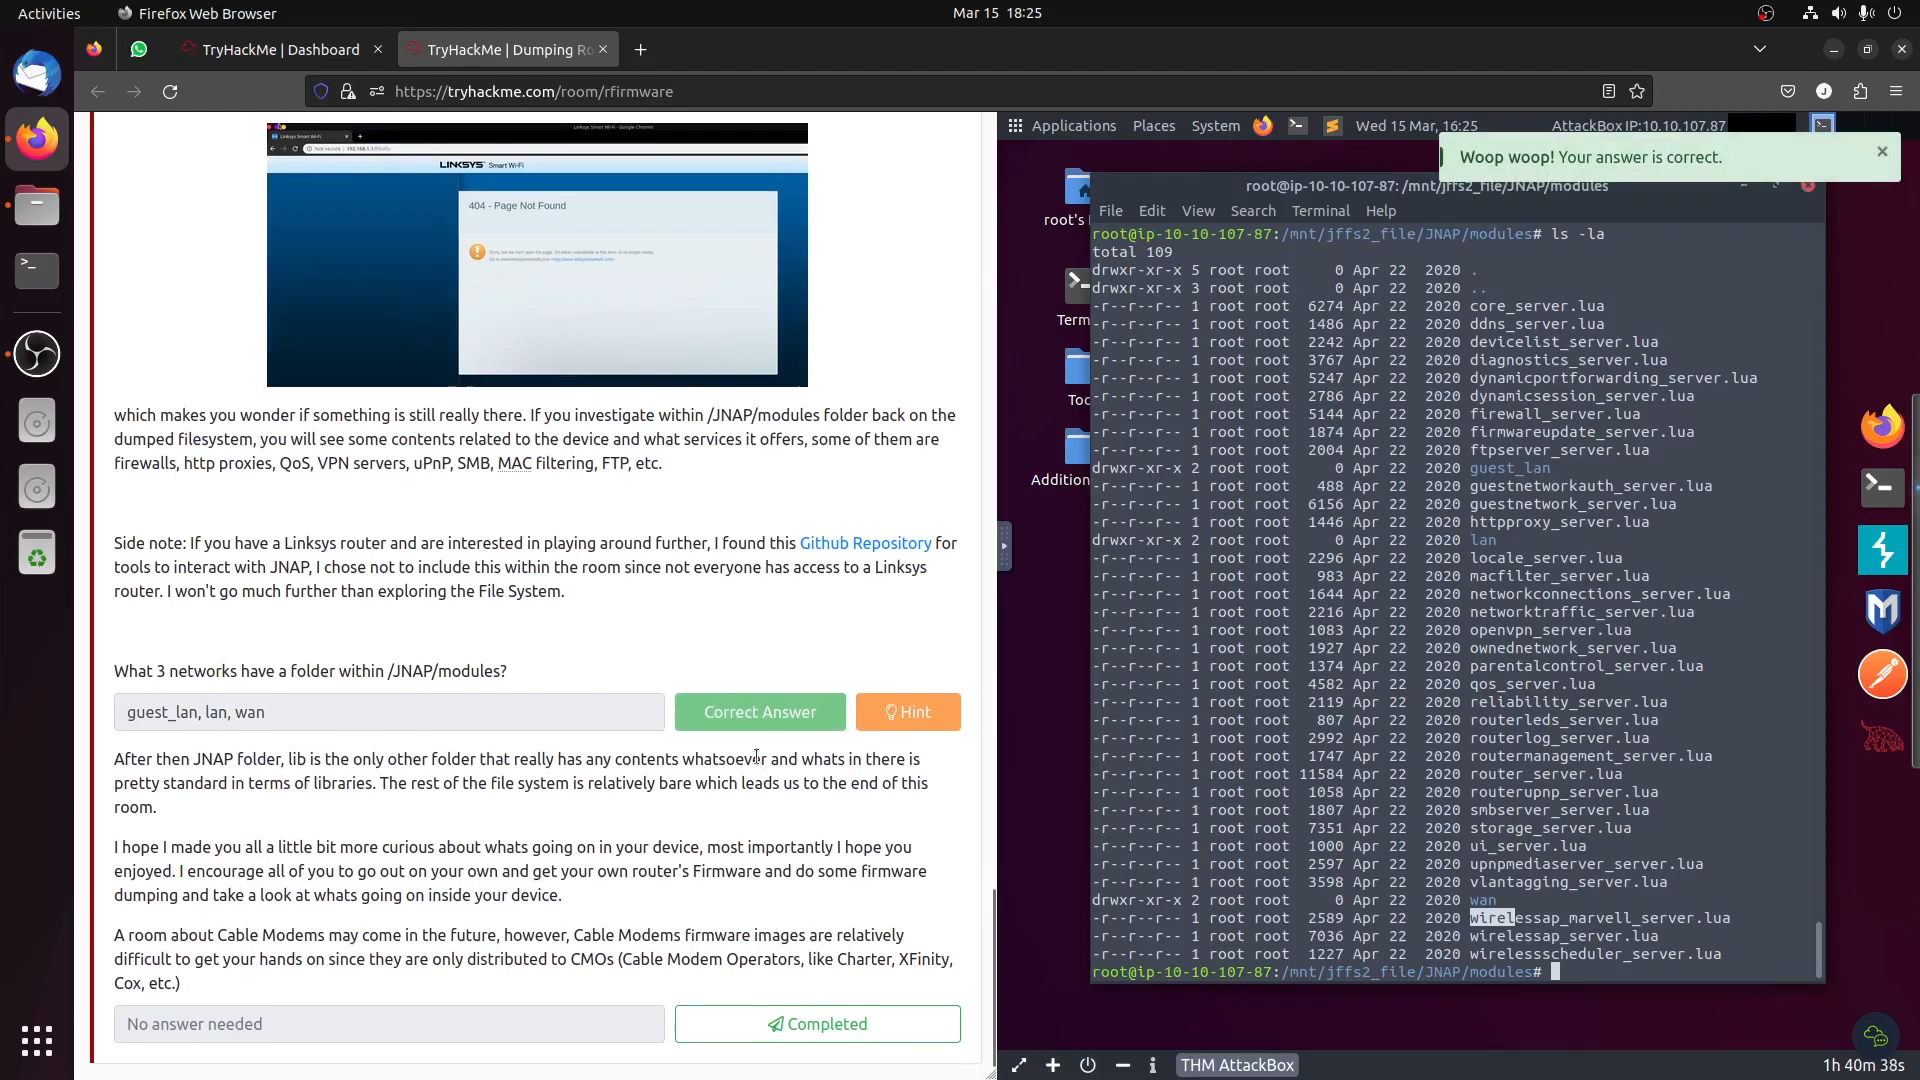 Activities
Firefox Web Browser
Mar 15 18:25
TryHackMe | Dashboard
TryHackMe | Dumping Ro
https://tryhackme.com/room/rfirmware
Linksys Smart Wi-Fi
Linksys Smart Wi-Fi - Google Chrome
Not secure | 192.168.1.1
LINKSYS Smart Wi-Fi
404 - Page Not Found
which makes you wonder if something is still really there. If you investigate within /JNAP/modules folder back on the
dumped filesystem, you will see some contents related to the device and what services it offers, some of them are
firewalls, http proxies, QoS, VPN servers, uPnP, SMB, MAC filtering, FTP, etc.
Side note: If you have a Linksys router and are interested in playing around further, I found this Github Repository for
tools to interact with JNAP, I chose not to include this within the room since not everyone has access to a Linksys
router. I won't go much further than exploring the File System.
What 3 networks have a folder within /JNAP/modules?
guest_lan, lan, wan
Correct Answer
Hint
After then JNAP folder, lib is the only other folder that really has any contents whatsoever and whats in there is
pretty standard in terms of libraries. The rest of the file system is relatively bare which leads us to the end of this
room.
I hope I made you all a little bit more curious about whats going on in your device, most importantly I hope you
enjoyed. I encourage all of you to go out on your own and get your own router's Firmware and do some firmware
dumping and take a look at whats going on inside your device.
A room about Cable Modems may come in the future, however, Cable Modems firmware images are relatively
difficult to get your hands on since they are only distributed to CMOs (Cable Modem Operators, like Charter, XFinity,
Cox, etc.)
No answer needed
Completed
Applications Places System
Wed 15 Mar, 16:25
AttackBox IP:10.10.107.87
Woop woop! Your answer is correct.
root's
Term
Too
Addition
root@ip-10-10-107-87: /mnt/jffs2_file/JNAP/modules
File Edit View Search Terminal Help
root@ip-10-10-107-87:/mnt/jffs2_file/JNAP/modules# ls -la
total 109
drwxr-xr-x 5 root root 0 Apr 22 2020 .
drwxr-xr-x 3 root root 0 Apr 22 2020 ..
-r--r--r-- 1 root root 6274 Apr 22 2020 core_server.lua
-r--r--r-- 1 root root 1486 Apr 22 2020 ddns_server.lua
-r--r--r-- 1 root root 2242 Apr 22 2020 devicelist_server.lua
-r--r--r-- 1 root root 3767 Apr 22 2020 diagnostics_server.lua
-r--r--r-- 1 root root 5247 Apr 22 2020 dynamicportforwarding_server.lua
-r--r--r-- 1 root root 2786 Apr 22 2020 dynamicsession_server.lua
-r--r--r-- 1 root root 5144 Apr 22 2020 firewall_server.lua
-r--r--r-- 1 root root 1874 Apr 22 2020 firmwareupdate_server.lua
-r--r--r-- 1 root root 2004 Apr 22 2020 ftpserver_server.lua
drwxr-xr-x 2 root root 0 Apr 22 2020 guest_lan
-r--r--r-- 1 root root 488 Apr 22 2020 guestnetworkauth_server.lua
-r--r--r-- 1 root root 6156 Apr 22 2020 guestnetwork_server.lua
-r--r--r-- 1 root root 1446 Apr 22 2020 httpproxy_server.lua
drwxr-xr-x 2 root root 0 Apr 22 2020 lan
-r--r--r-- 1 root root 2296 Apr 22 2020 locale_server.lua
-r--r--r-- 1 root root 983 Apr 22 2020 macfilter_server.lua
-r--r--r-- 1 root root 1644 Apr 22 2020 networkconnections_server.lua
-r--r--r-- 1 root root 2216 Apr 22 2020 networktraffic_server.lua
-r--r--r-- 1 root root 1083 Apr 22 2020 openvpn_server.lua
-r--r--r-- 1 root root 1927 Apr 22 2020 ownednetwork_server.lua
-r--r--r-- 1 root root 1374 Apr 22 2020 parentalcontrol_server.lua
-r--r--r-- 1 root root 4582 Apr 22 2020 qos_server.lua
-r--r--r-- 1 root root 2119 Apr 22 2020 reliability_server.lua
-r--r--r-- 1 root root 807 Apr 22 2020 routerleds_server.lua
-r--r--r-- 1 root root 2992 Apr 22 2020 routerlog_server.lua
-r--r--r-- 1 root root 1747 Apr 22 2020 routermanagement_server.lua
-r--r--r-- 1 root root 11584 Apr 22 2020 router_server.lua
-r--r--r-- 1 root root 1058 Apr 22 2020 routerupnp_server.lua
-r--r--r-- 1 root root 1807 Apr 22 2020 smbserver_server.lua
-r--r--r-- 1 root root 7351 Apr 22 2020 storage_server.lua
-r--r--r-- 1 root root 1000 Apr 22 2020 ui_server.lua
-r--r--r-- 1 root root 2597 Apr 22 2020 upnpmediaserver_server.lua
-r--r--r-- 1 root root 3598 Apr 22 2020 vlantagging_server.lua
drwxr-xr-x 2 root root 0 Apr 22 2020 wan
-r--r--r-- 1 root root 2589 Apr 22 2020 wirelessap_marvell_server.lua
-r--r--r-- 1 root root 7036 Apr 22 2020 wirelessap_server.lua
-r--r--r-- 1 root root 1227 Apr 22 2020 wirelessscheduler_server.lua
root@ip-10-10-107-87:/mnt/jffs2_file/JNAP/modules#
THM AttackBox
1h 40m 38s